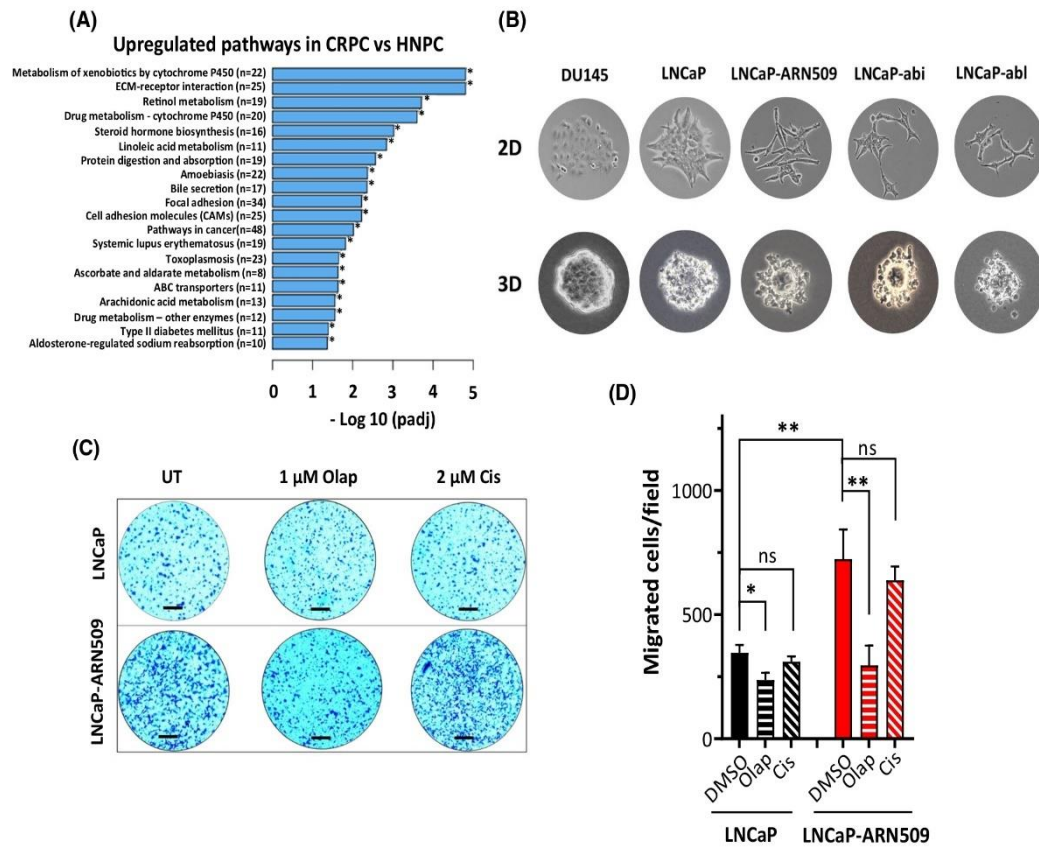 (A)
Upregulated pathways in CRPC vs HNPC
Metabolism of xenobiotics by cytochrome P450 (n=22)
*
ECM-receptor interaction (n=25)
*
Retinol metabolism (n=19)
*
Drug metabolism - cytochrome P450 (n=20)
*
Steroid hormone biosynthesis (n=16)
*
Linoleic acid metabolism (n=11)
*
Protein digestion and absorption (n=19)
*
Amoebiasis (n=22)
*
Bile secretion (n=17)
*
Focal adhesion (n=34)
*
Cell adhesion molecules (CAMs) (n=25)
*
Pathways in cancer(n=48)
*
Systemic lupus erythematosus (n=19)
*
Toxoplasmosis (n=23)
*
Ascorbate and aldarate metabolism (n=8)
*
ABC transporters (n=11)
*
Arachidonic acid metabolism (n=13)
*
Drug metabolism – other enzymes (n=12)
*
Type II diabetes mellitus (n=11)
*
Aldosterone-regulated sodium reabsorption (n=10)
*
0 1 2 3 4 5
- Log 10 (padj)
(B)
DU145 LNCaP LNCaP-ARN509 LNCaP-abi LNCaP-abl
2D
3D
(C)
UT 1 µM Olap 2 µM Cis
LNCaP
LNCaP-ARN509
(D)
Migrated cells/field
1000
500
0
**
ns
**
ns
*
DMSO Olap Cis DMSO Olap Cis
LNCaP LNCaP-ARN509